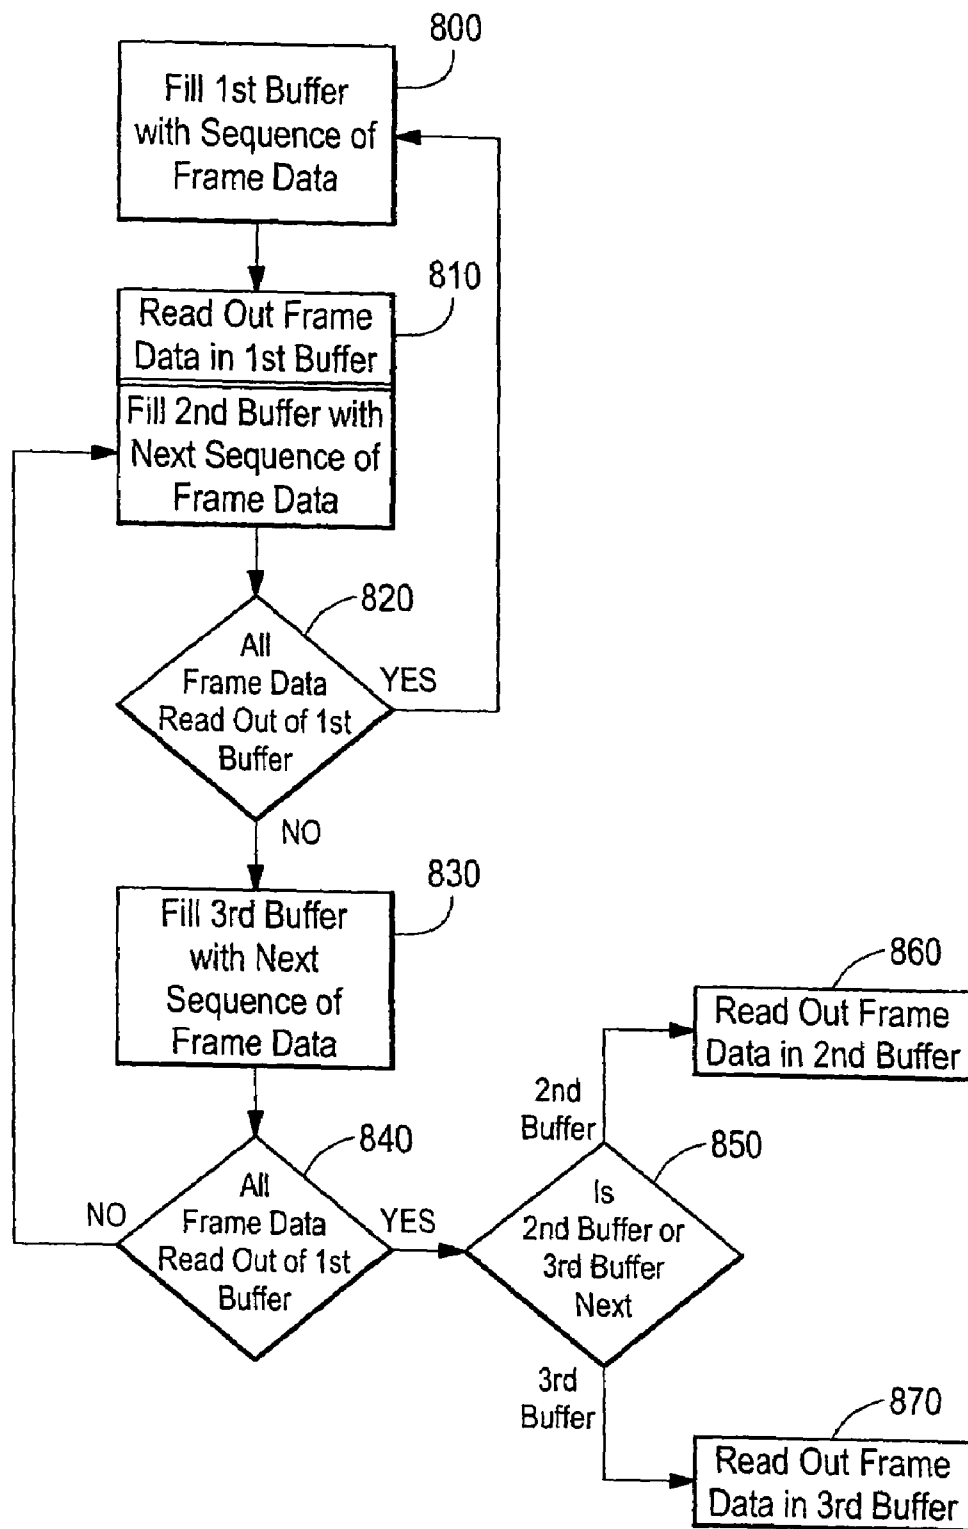 800
Fill 1st Buffer
with Sequence of
Frame Data
810
Read Out Frame
Data in 1st Buffer
Fill 2nd Buffer with
Next Sequence of
Frame Data
820
All
Frame Data
Read Out of 1st
Buffer
YES
NO
830
Fill 3rd Buffer
with Next
Sequence of
Frame Data
840
All
Frame Data
Read Out of 1st
Buffer
NO
YES
850
Is
2nd Buffer or
3rd Buffer
Next
2nd
Buffer
860
Read Out Frame
Data in 2nd Buffer
3rd
Buffer
870
Read Out Frame
Data in 3rd Buffer